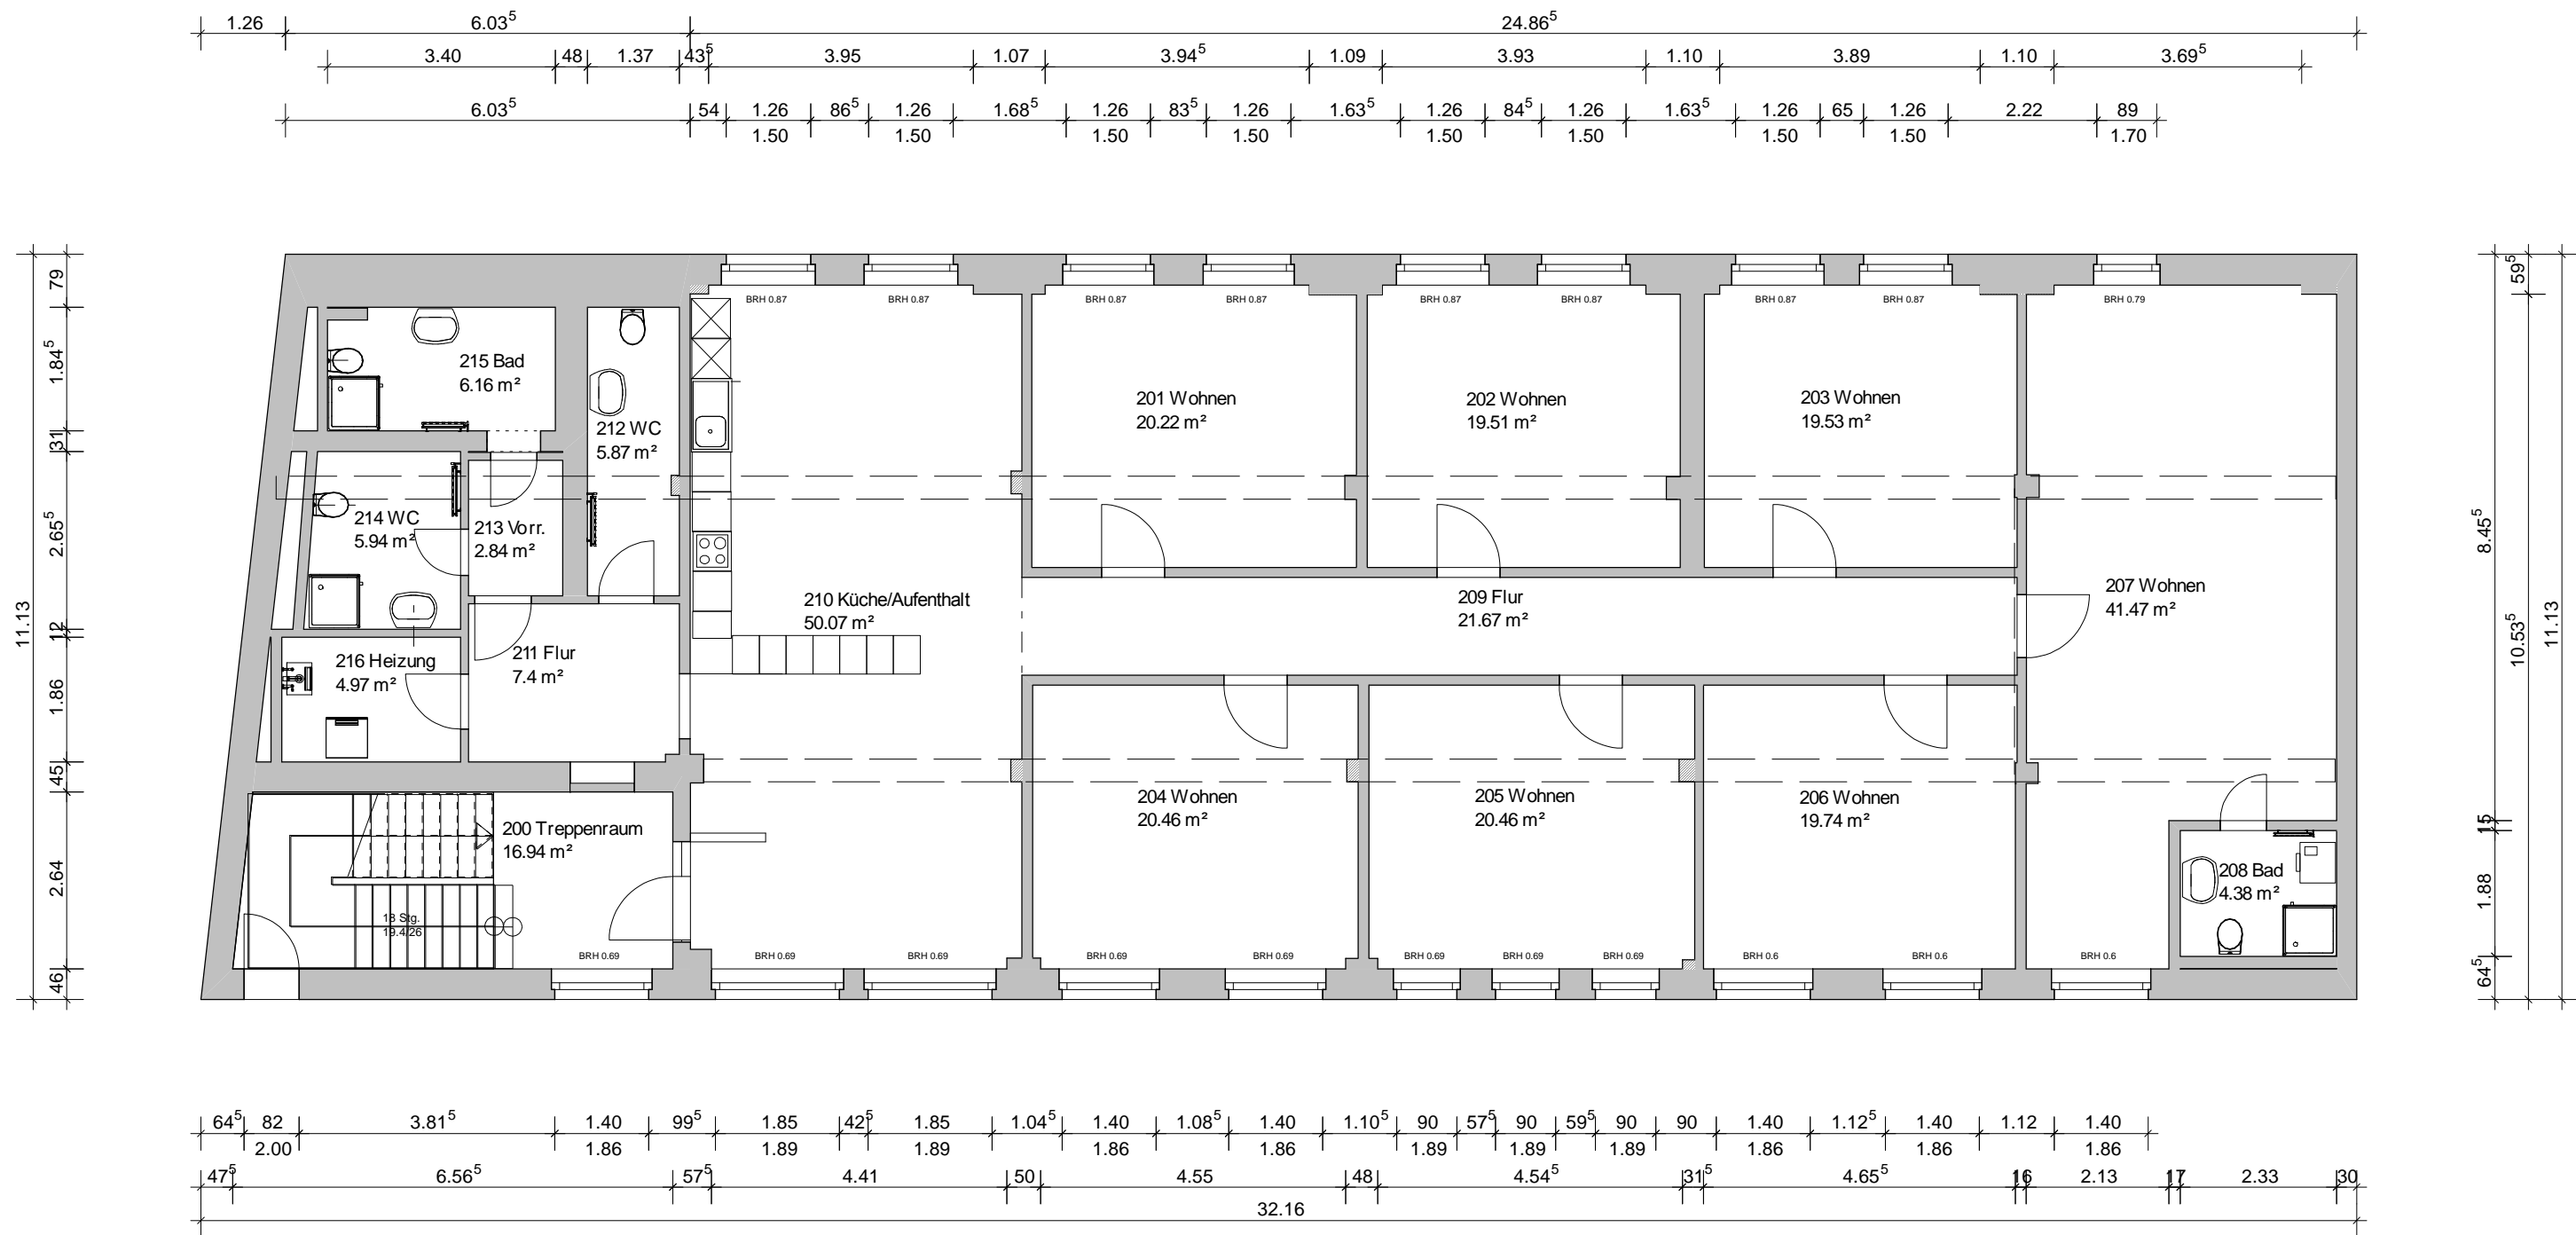 1.26 6.03⁵ 24.86⁵
3.40 48 1.37 43⁵ 3.95 1.07 3.94⁵ 1.09 3.93 1.10 3.89 1.10 3.69⁵
6.03⁵ 54 1.26 86⁵ 1.26 1.68⁵ 1.26 83⁵ 1.26 1.63⁵ 1.26 84⁵ 1.26 1.63⁵ 1.26 65 1.26 2.22 89
1.50 1.50 1.50 1.50 1.50 1.50 1.50 1.50 1.70
11.13
79
1.84⁵
31
2.65⁵
12
1.86
45
2.64
46
BRH 0.87 BRH 0.87 BRH 0.87 BRH 0.87 BRH 0.87 BRH 0.87 BRH 0.87 BRH 0.87 BRH 0.79
215 Bad
6.16 m²
212 WC
5.87 m²
201 Wohnen
20.22 m²
202 Wohnen
19.51 m²
203 Wohnen
19.53 m²
214 WC
5.94 m²
213 Vorr.
2.84 m²
210 Küche/Aufenthalt
50.07 m²
209 Flur
21.67 m²
207 Wohnen
41.47 m²
216 Heizung
4.97 m²
211 Flur
7.4 m²
200 Treppenraum
16.94 m²
204 Wohnen
20.46 m²
205 Wohnen
20.46 m²
206 Wohnen
19.74 m²
208 Bad
4.38 m²
18 Stg.
19.4/26
BRH 0.69 BRH 0.69 BRH 0.69 BRH 0.69 BRH 0.69 BRH 0.69 BRH 0.69 BRH 0.69 BRH 0.6 BRH 0.6 BRH 0.6
59⁵
8.45⁵
15
1.88
64⁵
10.53⁵
11.13
64⁵ 82 3.81⁵ 1.40 99⁵ 1.85 42⁵ 1.85 1.04⁵ 1.40 1.08⁵ 1.40 1.10⁵ 90 57⁵ 90 59⁵ 90 90 1.40 1.12⁵ 1.40 1.12 1.40
2.00 1.86 1.89 1.89 1.86 1.86 1.89 1.89 1.89 1.86 1.86 1.86
47⁵ 6.56⁵ 57⁵ 4.41 50 4.55 48 4.54⁵ 31⁵ 4.65⁵ 16 2.13 17 2.33 30
32.16